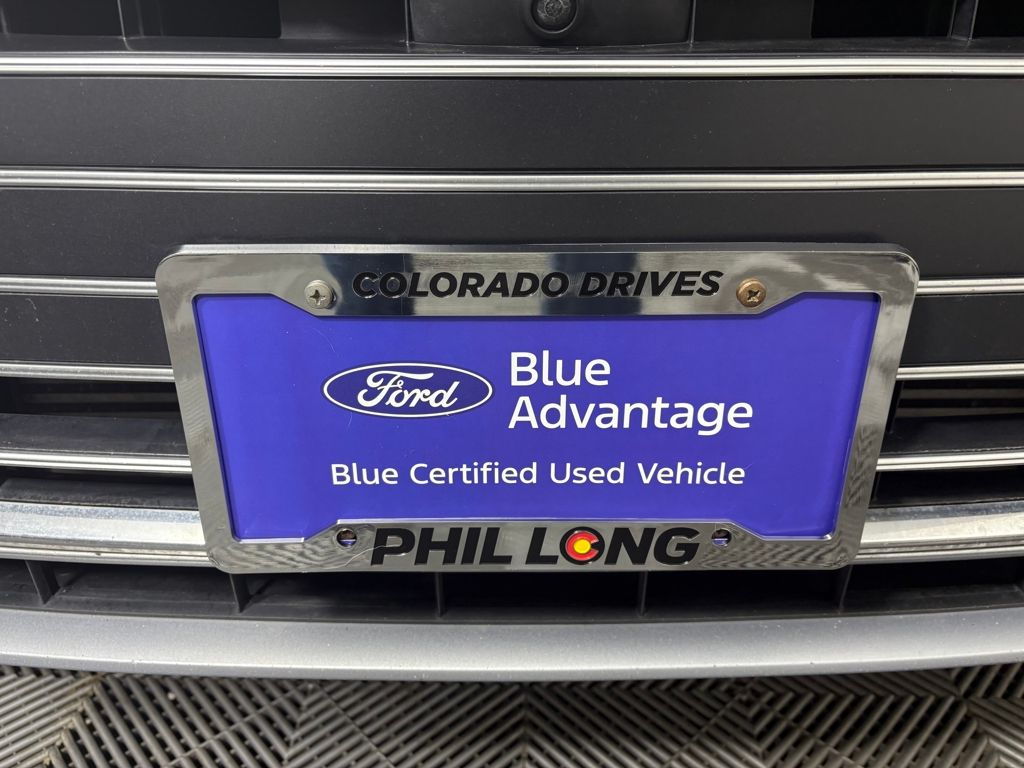 COLORADO DRIVES
Ford
Blue
Advantage
Blue Certified Used Vehicle
PHIL LONG